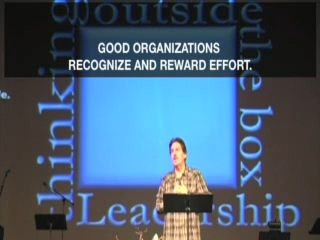 outside
GOOD ORGANIZATIONS
RECOGNIZE AND REWARD EFFORT.
thinking
the box
Leadership